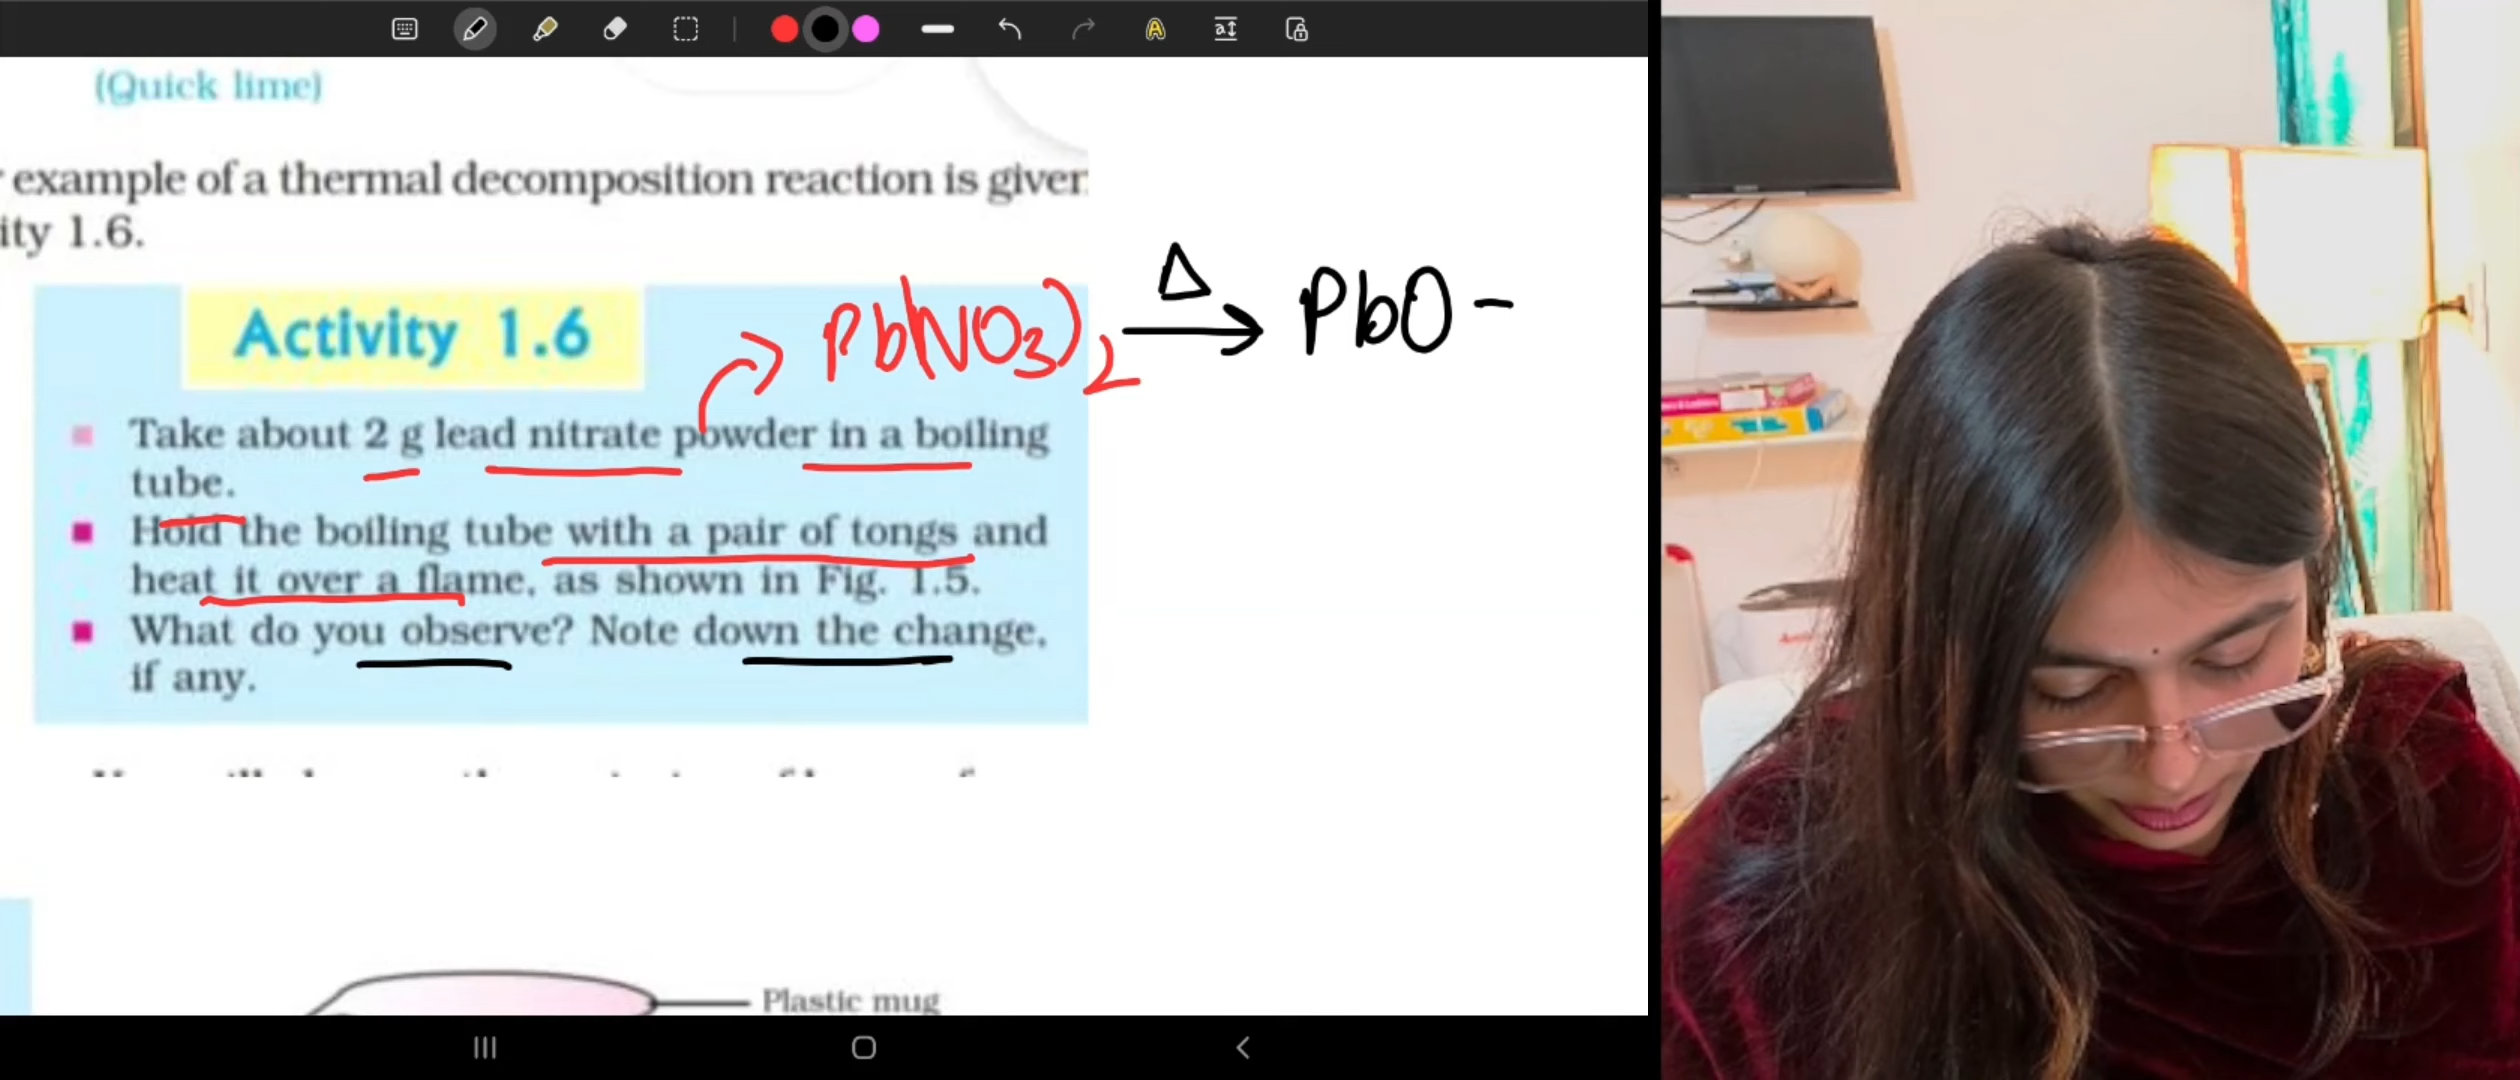 (Quick lime)
example of a thermal decomposition reaction is given
ity 1.6.
Activity 1.6
Pb(NO3)2 Δ → PbO -
Take about 2 g lead nitrate powder in a boiling
tube.
Hold the boiling tube with a pair of tongs and
heat it over a flame, as shown in Fig. 1.5.
What do you observe? Note down the change,
if any.
Plastic mug